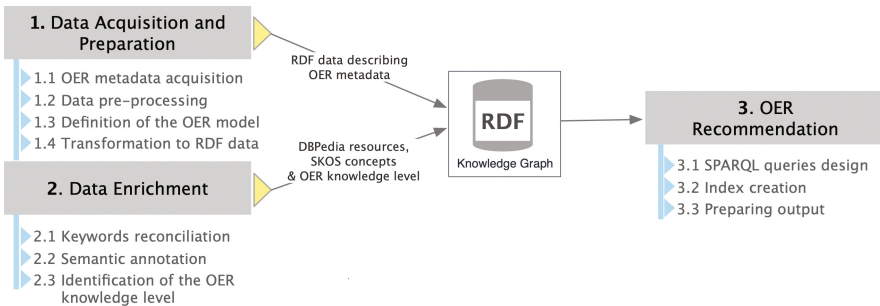 1. Data Acquisition and
Preparation
1.1 OER metadata acquisition
1.2 Data pre-processing
1.3 Definition of the OER model
1.4 Transformation to RDF data
2. Data Enrichment
2.1 Keywords reconciliation
2.2 Semantic annotation
2.3 Identification of the OER
knowledge level
RDF data describing
OER metadata
DBPedia resources,
SKOS concepts
& OER knowledge level
RDF
Knowledge Graph
3. OER
Recommendation
3.1 SPARQL queries design
3.2 Index creation
3.3 Preparing output